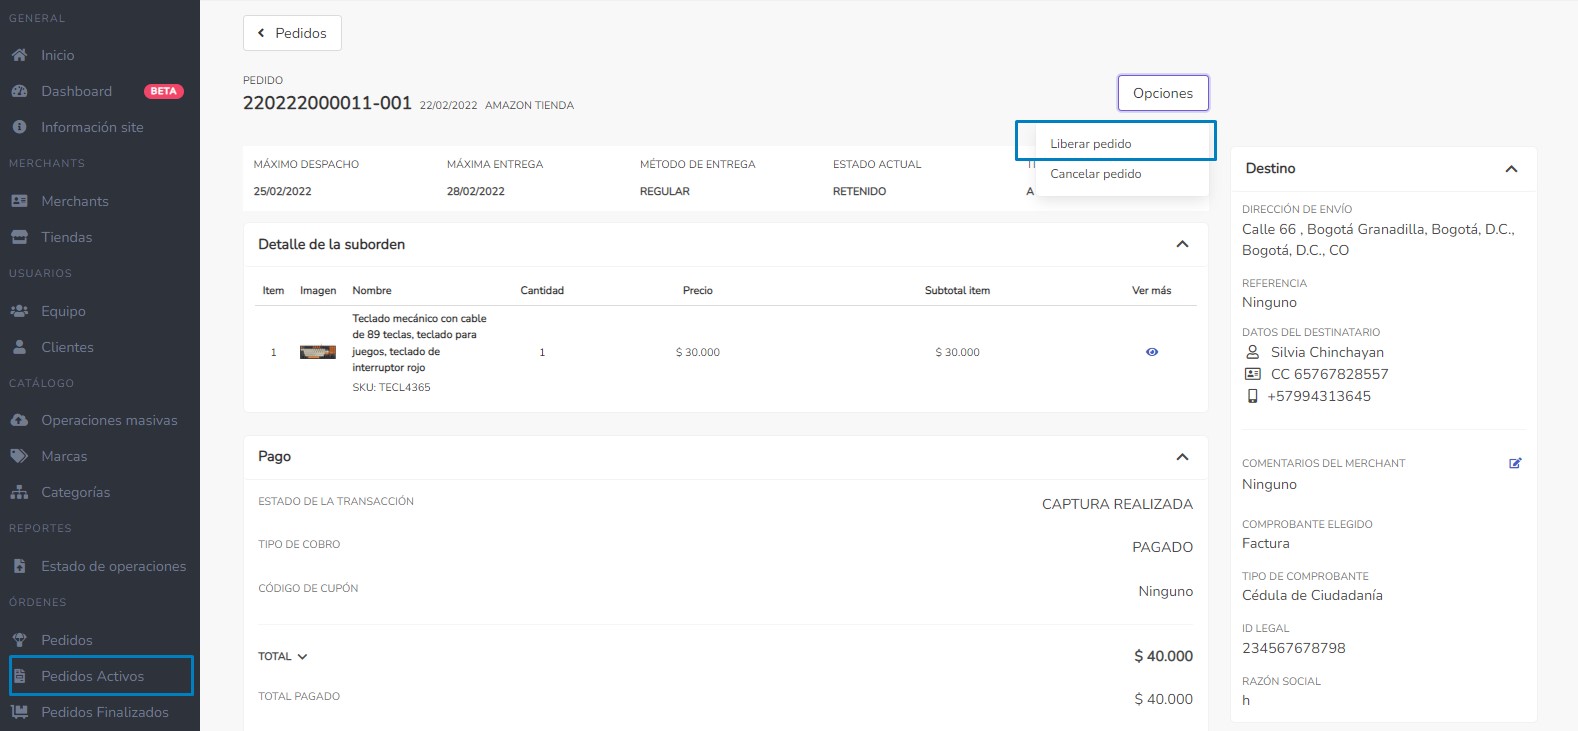 GENERAL
Inicio
Dashboard BETA
Información site
MERCHANTS
Merchants
Tiendas
USUARIOS
Equipo
Clientes
CATÁLOGO
Operaciones masivas
Marcas
Categorías
REPORTES
Estado de operaciones
ÓRDENES
Pedidos
Pedidos Activos
Pedidos Finalizados
Pedidos
PEDIDO
220222000011-001 22/02/2022 AMAZON TIENDA
Opciones
Liberar pedido
Cancelar pedido
MÁXIMO DESPACHO MÁXIMA ENTREGA MÉTODO DE ENTREGA ESTADO ACTUAL
25/02/2022 28/02/2022 REGULAR RETENIDO
Detalle de la suborden
Item Imagen Nombre Cantidad Precio Subtotal item Ver más
Teclado mecánico con cable
de 89 teclas, teclado para
1 juegos, teclado de 1 $ 30.000 $ 30.000
interruptor rojo
SKU: TECL4365
Pago
ESTADO DE LA TRANSACCIÓN CAPTURA REALIZADA
TIPO DE COBRO PAGADO
CÓDIGO DE CUPÓN Ninguno
TOTAL $ 40.000
TOTAL PAGADO $ 40.000
Destino
DIRECCIÓN DE ENVÍO
Calle 66 , Bogotá Granadilla, Bogotá, D.C.,
Bogotá, D.C., CO
REFERENCIA
Ninguno
DATOS DEL DESTINATARIO
Silvia Chinchayan
CC 65767828557
+57994313645
COMENTARIOS DEL MERCHANT
Ninguno
COMPROBANTE ELEGIDO
Factura
TIPO DE COMPROBANTE
Cédula de Ciudadanía
ID LEGAL
234567678798
RAZÓN SOCIAL
h